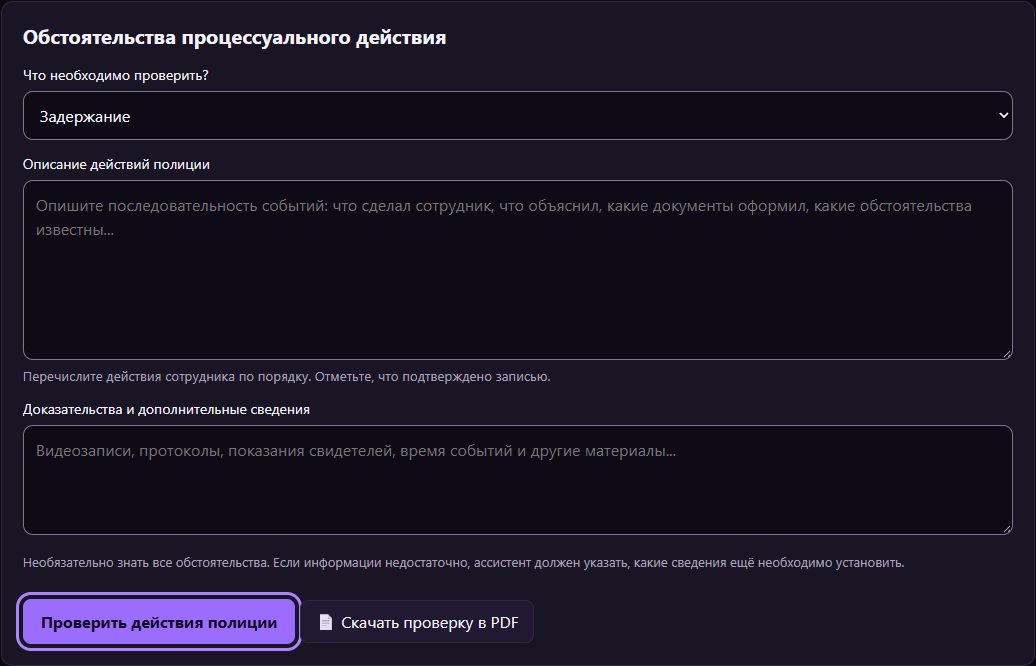 Обстоятельства процессуального действия
Что необходимо проверить?
Задержание
Описание действий полиции
Опишите последовательность событий: что сделал сотрудник, что объяснил, какие документы оформил, какие обстоятельства
известны...
Перечислите действия сотрудника по порядку. Отметьте, что подтверждено записью.
Доказательства и дополнительные сведения
Видеозаписи, протоколы, показания свидетелей, время событий и другие материалы...
Необязательно знать все обстоятельства. Если информации недостаточно, ассистент должен указать, какие сведения ещё необходимо установить.
Проверить действия полиции
Скачать проверку в PDF